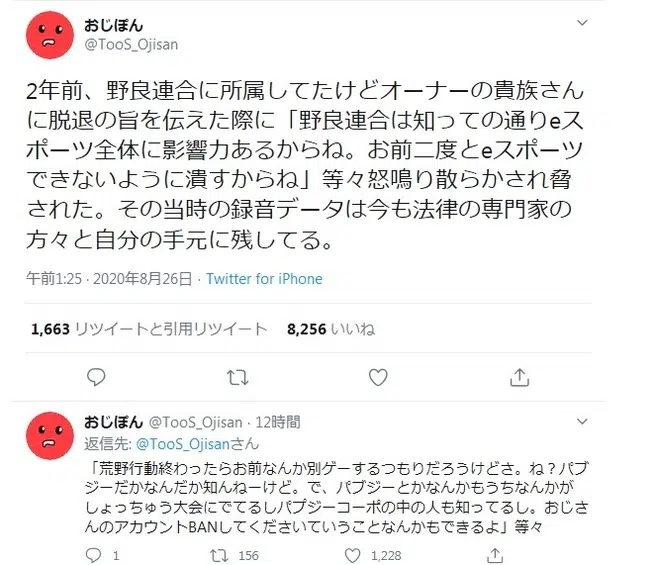 おじぽん
@TooS_Ojisan
2年前、野良連合に所属してたけどオーナーの貴族さん
に脱退の旨を伝えた際に「野良連合は知っての通りeス
ポーツ全体に影響力あるからね。お前二度とeスポーツ
できないように潰すからね」等々怒鳴り散らかされ脅
された。その当時の録音データは今も法律の専門家の
方々と自分の手元に残してる。
午前1:25 · 2020年8月26日 · Twitter for iPhone
1,663 リツイートと引用リツイート 8,256 いいね
おじぽん @TooS_Ojisan · 12時間
返信先: @TooS_Ojisanさん
「荒野行動終わったらお前なんか別ゲーするつもりだろうけどさ。ね？パブ
ジーだかなんだか知んねーけど。で、パブジーとかなんかもうちなんかが
しょっちゅう大会にでてるしパブジーコーポの中の人も知ってるし。おじさ
んのアカウントBANしてくださいていうことなんかもできるよ」等々
1 156 1,228